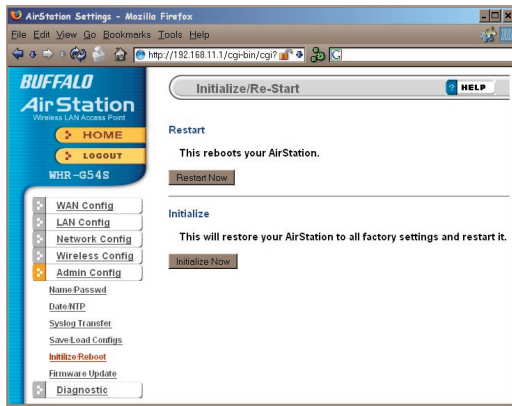 AirStation Settings - Mozilla Firefox
File Edit View Go Bookmarks Tools Help
http://192.168.11.1/cgi-bin/cgi?
G
BUFFALO
AirStation
Wireless LAN Access Point
HOME
LOGOUT
WHR-G54S
WAN Config
LAN Config
Network Config
Wireless Config
Admin Config
Name/Passwd
Date/NTP
Syslog Transfer
Save/Load Configs
Initilize/Reboot
Firmware Update
Diagnostic
Initialize/Re-Start
? HELP
Restart
This reboots your AirStation.
Restart Now
Initialize
This will restore your AirStation to all factory settings and restart it.
Initialize Now